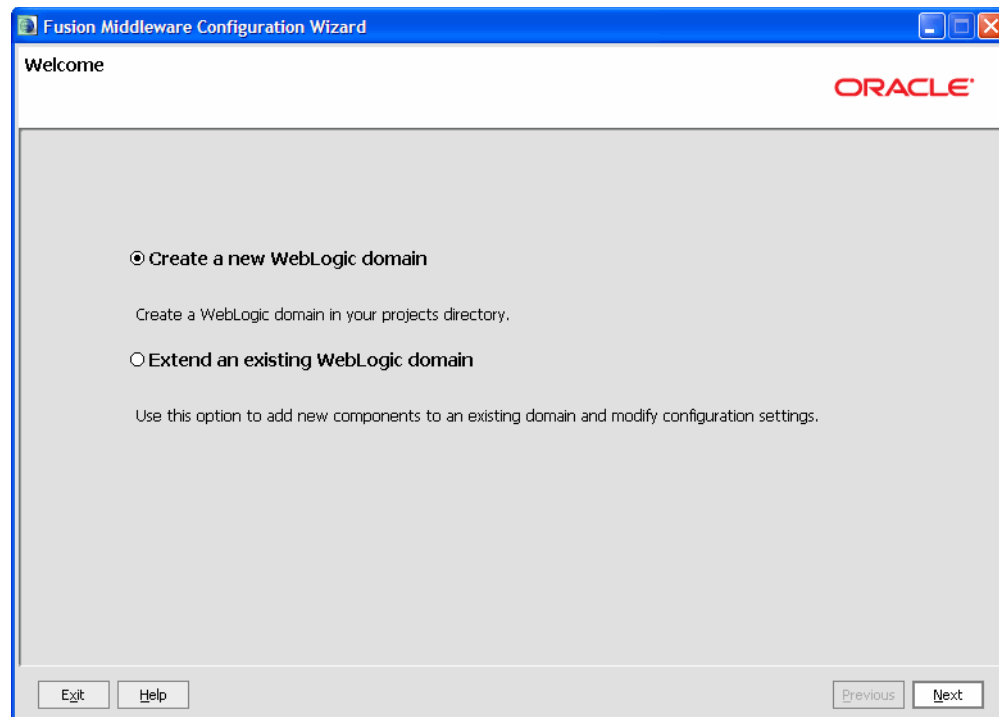 Fusion Middleware Configuration Wizard
Welcome
ORACLE
Create a new WebLogic domain
Create a WebLogic domain in your projects directory.
Extend an existing WebLogic domain
Use this option to add new components to an existing domain and modify configuration settings.
Exit Help Previous Next